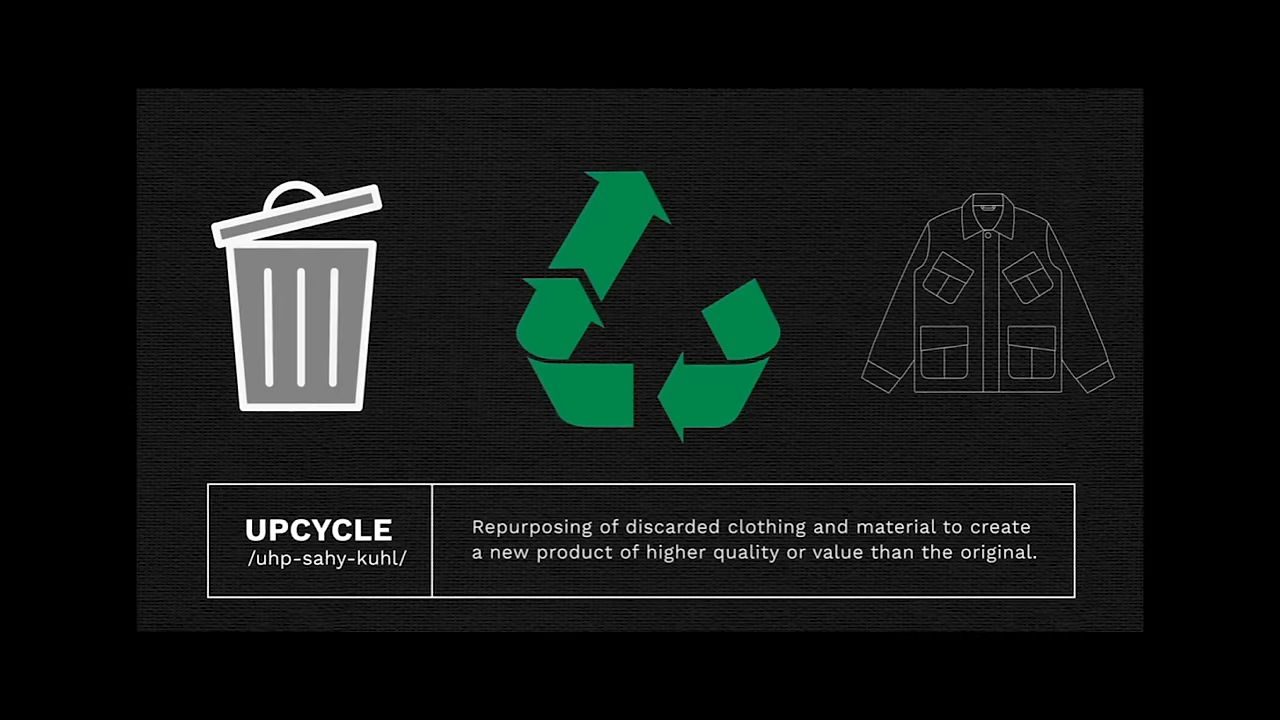 UPCYCLE
/uhp-sahy-kuhl/
Repurposing of discarded clothing and material to create
a new product of higher quality or value than the original.